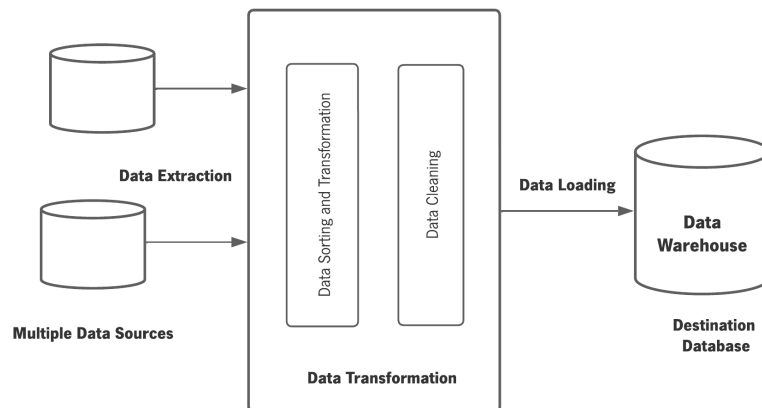 Data Extraction
Multiple Data Sources
Data Sorting and Transformation
Data Cleaning
Data Transformation
Data Loading
Data
Warehouse
Destination
Database